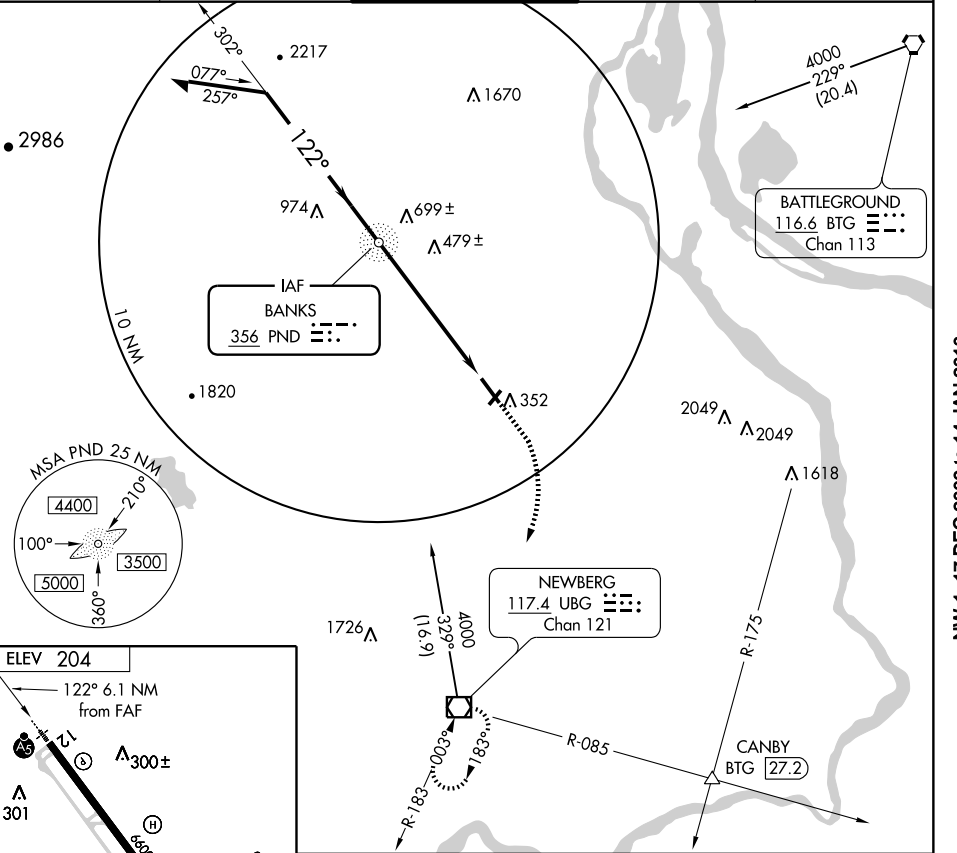 302°
2217
077°
257°
1670
4000
229°
(20.4)
2986
122°
974
699±
479±
BATTLEGROUND
116.6 BTG
Chan 113
IAF
BANKS
356 PND
10 NM
1820
352
2049
2049
MSA PND 25 NM
4400
210°
100°
3500
5000
360°
1618
NEWBERG
117.4 UBG
Chan 121
1726
4000
329°
(16.9)
R-175
ELEV 204
122° 6.1 NM
from FAF
12
A5
P
300±
301
H
R-085
CANBY
BTG 27.2
003°
183°
R-183